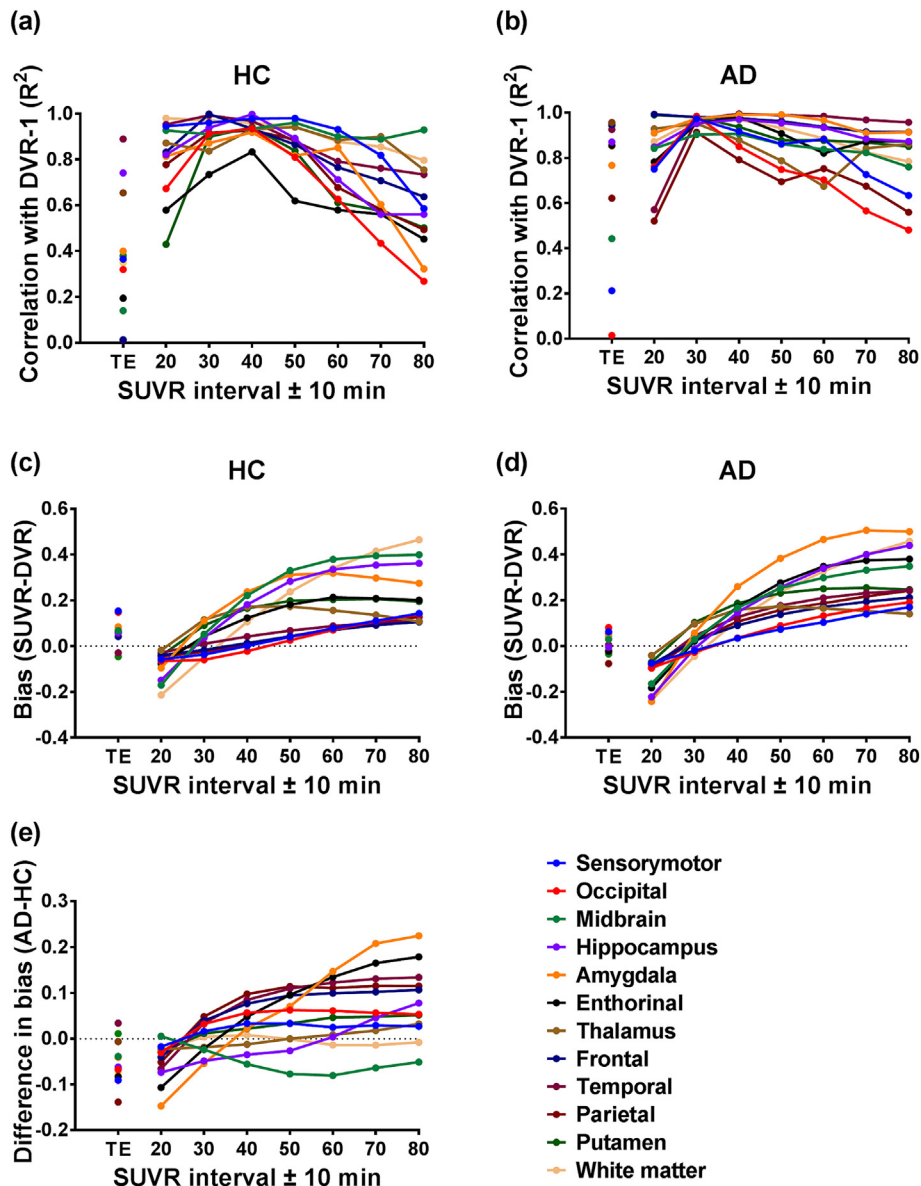 (a)
HC
Correlation with DVR-1 (R²)
1.0
0.8
0.6
0.4
0.2
0.0
TE 20 30 40 50 60 70 80
SUVR interval ± 10 min
(b)
AD
Correlation with DVR-1 (R²)
1.0
0.8
0.6
0.4
0.2
0.0
TE 20 30 40 50 60 70 80
SUVR interval ± 10 min
(c)
HC
Bias (SUVR-DVR)
0.6
0.4
0.2
0.0
-0.2
-0.4
TE 20 30 40 50 60 70 80
SUVR interval ± 10 min
(d)
AD
Bias (SUVR-DVR)
0.6
0.4
0.2
0.0
-0.2
-0.4
TE 20 30 40 50 60 70 80
SUVR interval ± 10 min
(e)
Difference in bias (AD-HC)
0.3
0.2
0.1
0.0
-0.1
-0.2
TE 20 30 40 50 60 70 80
SUVR interval ± 10 min
Sensorymotor
Occipital
Midbrain
Hippocampus
Amygdala
Enthorinal
Thalamus
Frontal
Temporal
Parietal
Putamen
White matter